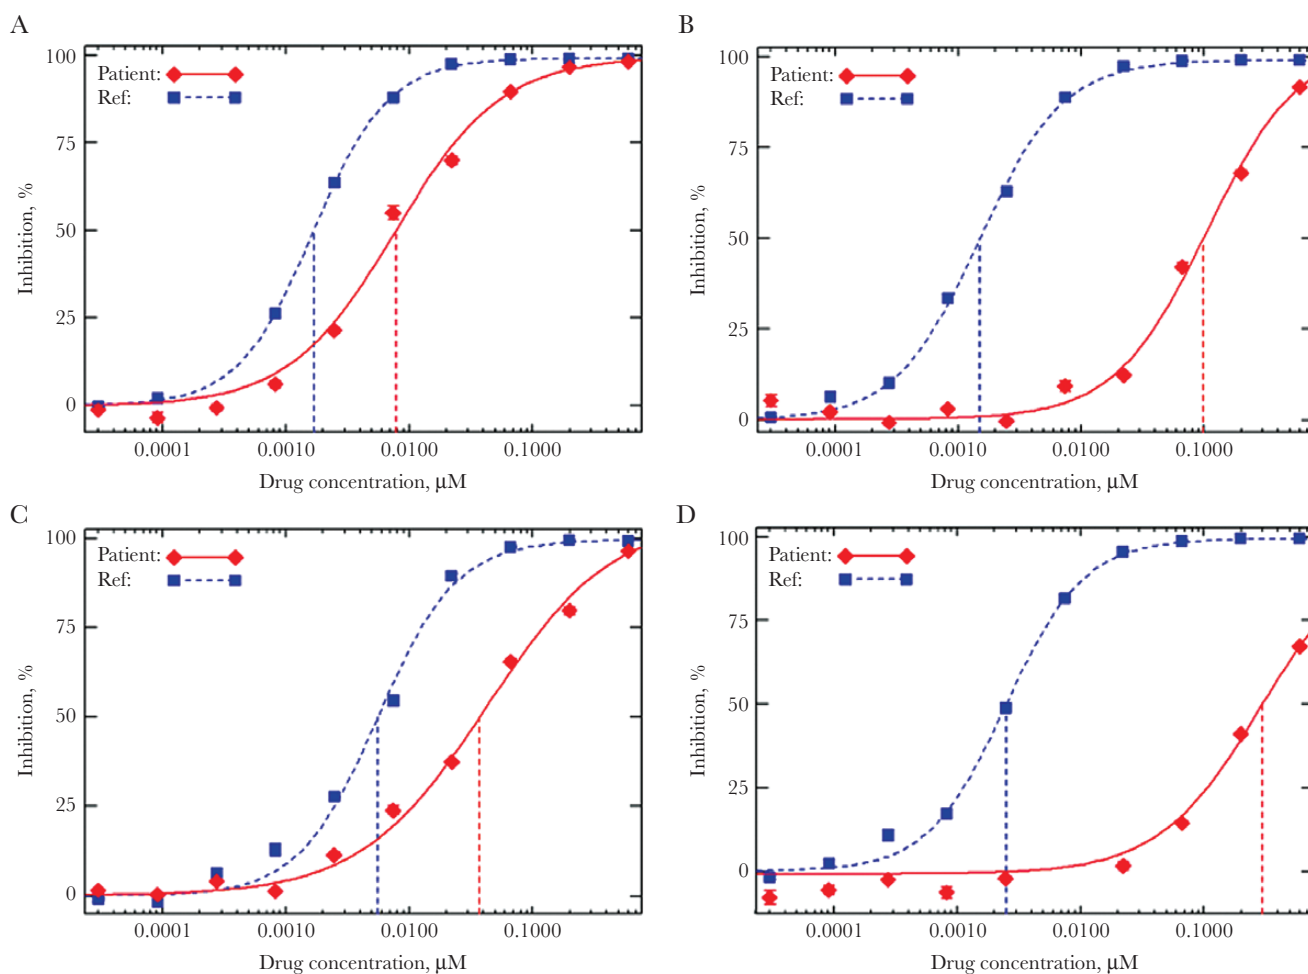 A
100
75
50
25
0
Inhibition, %
Patient:
Ref:
0.0001
0.0010
0.0100
0.1000
Drug concentration, μM
B
100
75
50
25
0
Inhibition, %
Patient:
Ref:
0.0001
0.0010
0.0100
0.1000
Drug concentration, μM
C
100
75
50
25
0
Inhibition, %
Patient:
Ref:
0.0001
0.0010
0.0100
0.1000
Drug concentration, μM
D
100
75
50
25
0
Inhibition, %
Patient:
Ref:
0.0001
0.0010
0.0100
0.1000
Drug concentration, μM